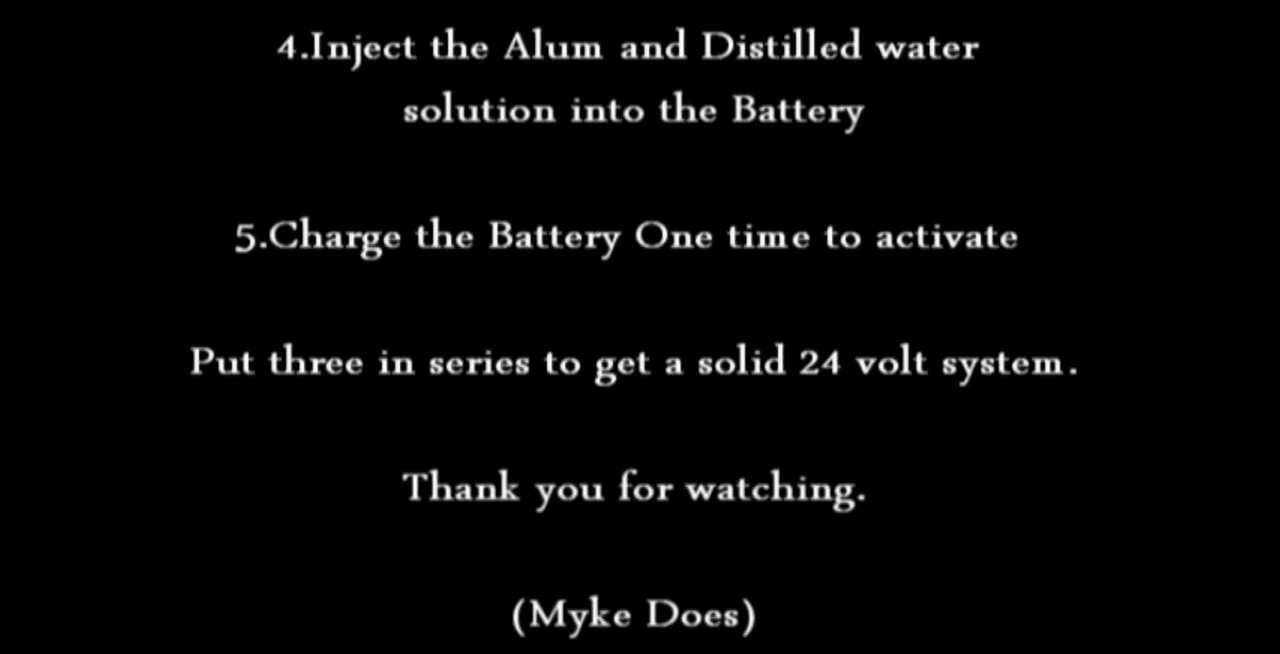 4.Inject the Alum and Distilled water
solution into the Battery
5.Charge the Battery One time to activate
Put three in series to get a solid 24 volt system.
Thank you for watching.
(Myke Does)